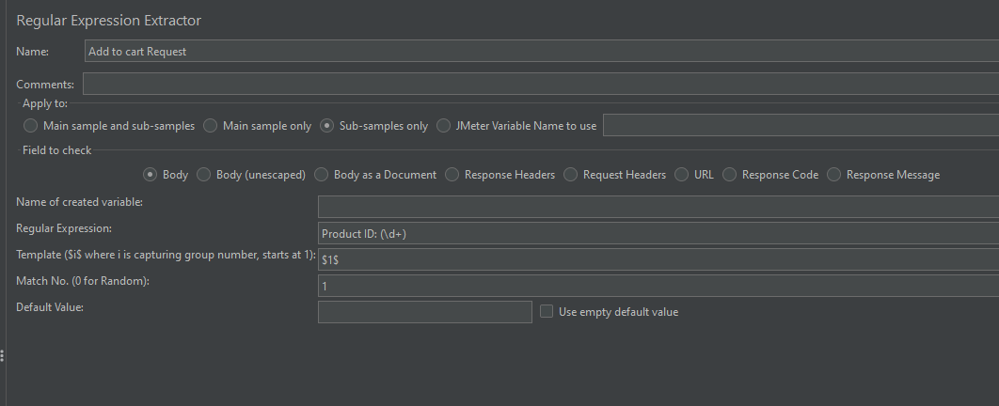 Regular Expression Extractor
Name: Add to cart Request
Comments:
Apply to:
Main sample and sub-samples Main sample only Sub-samples only JMeter Variable Name to use
Field to check
Body Body (unescaped) Body as a Document Response Headers Request Headers URL Response Code Response Message
Name of created variable:
Regular Expression: Product ID: (\d+)
Template ($i$ where i is capturing group number, starts at 1): $1$
Match No. (0 for Random): 1
Default Value: Use empty default value